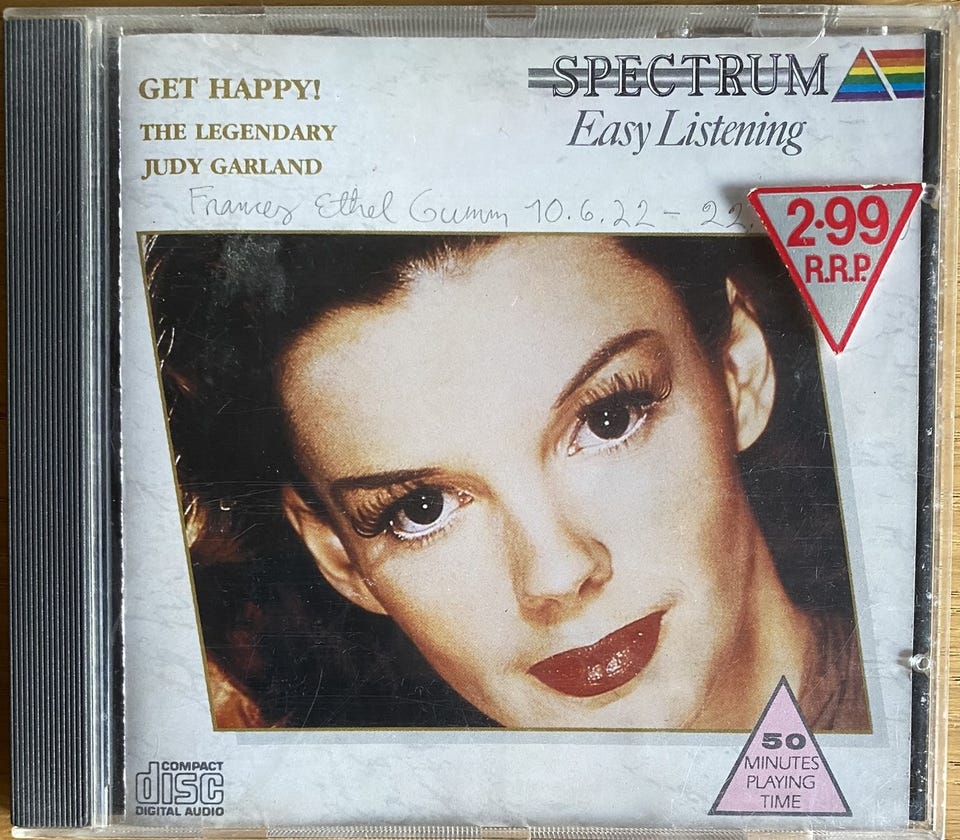 GET HAPPY!
THE LEGENDARY
JUDY GARLAND
SPECTRUM
Easy Listening
Frances Ethel Gumm 10.6.22 - 22.
2.99
R.R.P.
50
MINUTES
PLAYING
TIME
COMPACT
disc
DIGITAL AUDIO